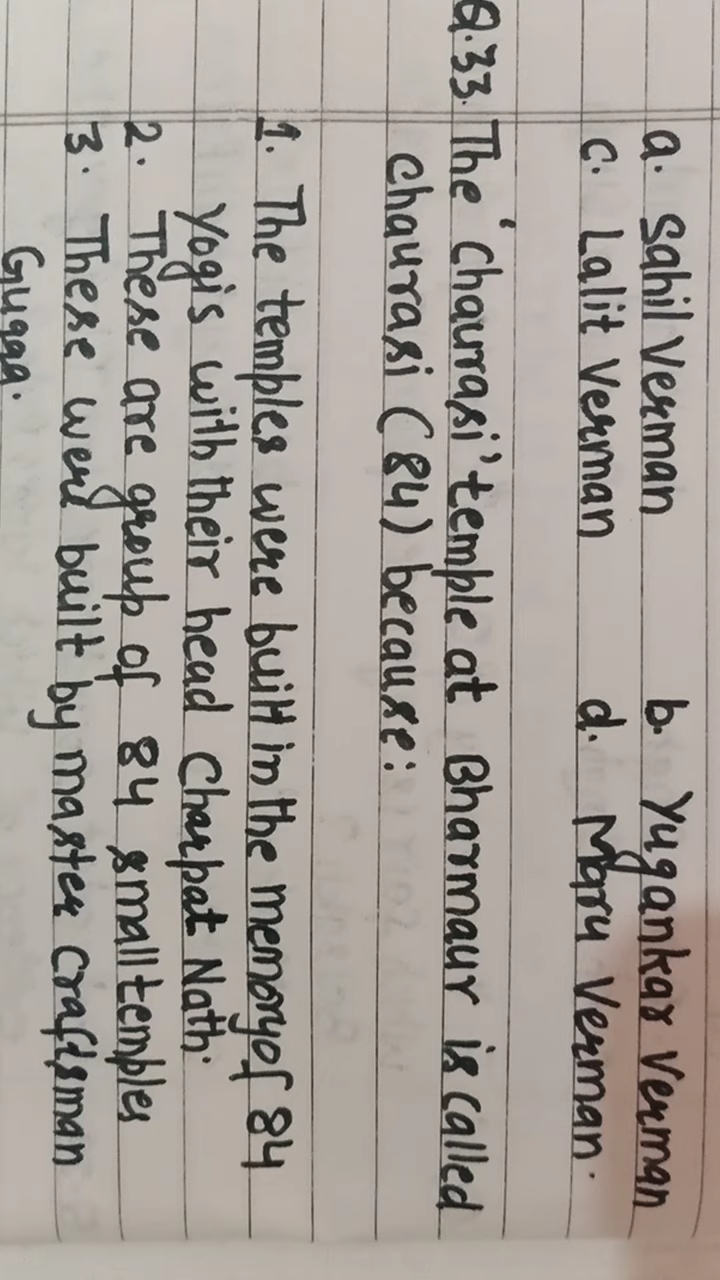 a. Sahil Verman b. Yugankar Verman
c. Lalit Verman d. Maru Verman.
Q.33. The 'Chaurasi' temple at Bharmaur is called
chaurasi (84) because:
1. The temples were built in the memory of 84
Yogis with their head Charpat Nath.
2. These are group of 84 small temples
3. These were built by master craftsman
Gugga.